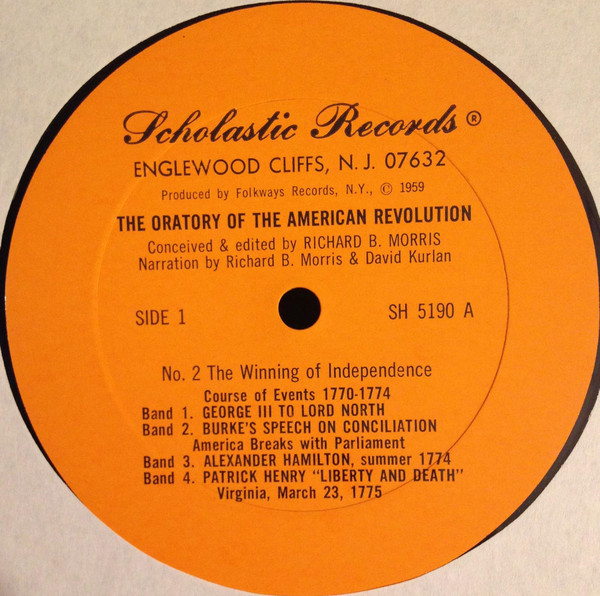 Scholastic Records ®
ENGLEWOOD CLIFFS, N. J. 07632
Produced by Folkways Records, N.Y., © 1959
THE ORATORY OF THE AMERICAN REVOLUTION
Conceived & edited by RICHARD B. MORRIS
Narration by Richard B. Morris & David Kurlan
SIDE 1
SH 5190 A
No. 2 The Winning of Independence
Course of Events 1770-1774
Band 1. GEORGE III TO LORD NORTH
Band 2. BURKE'S SPEECH ON CONCILIATION
America Breaks with Parliament
Band 3. ALEXANDER HAMILTON, summer 1774
Band 4. PATRICK HENRY "LIBERTY AND DEATH"
Virginia, March 23, 1775